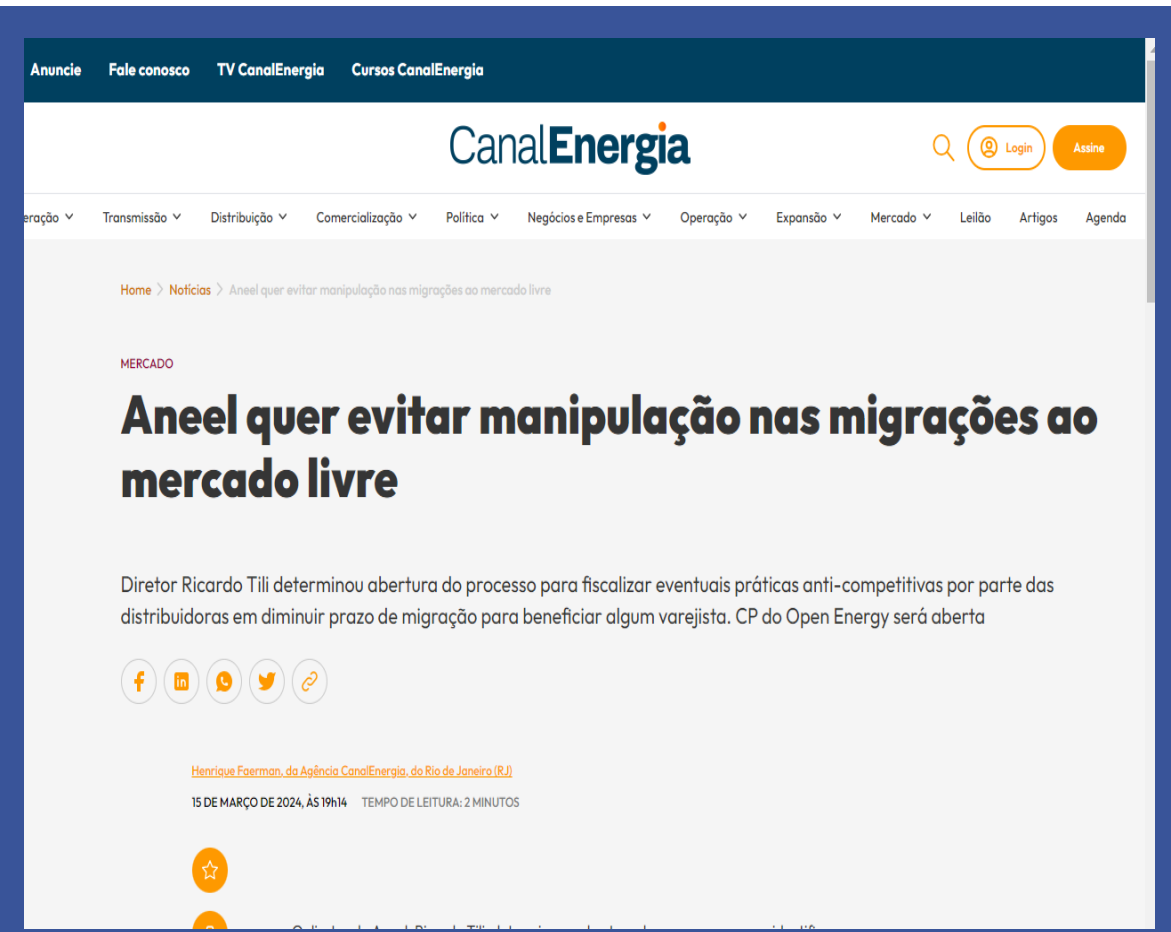 Anuncie Fale conosco TV CanalEnergia Cursos CanalEnergia
CanalEnergia
Login
Assine
eração Transmissão Distribuição Comercialização Política Negócios e Empresas Operação Expansão Mercado Leilão Artigos Agenda
Home > Notícias > Aneel quer evitar manipulação nas migrações ao mercado livre
MERCADO
Aneel quer evitar manipulação nas migrações ao
mercado livre
Diretor Ricardo Tili determinou abertura do processo para fiscalizar eventuais práticas anti-competitivas por parte das
distribuidoras em diminuir prazo de migração para beneficiar algum varejista. CP do Open Energy será aberta
Henrique Faerman, da Agência CanalEnergia, do Rio de Janeiro (RJ)
15 DE MARÇO DE 2024, ÀS 19h14 TEMPO DE LEITURA: 2 MINUTOS